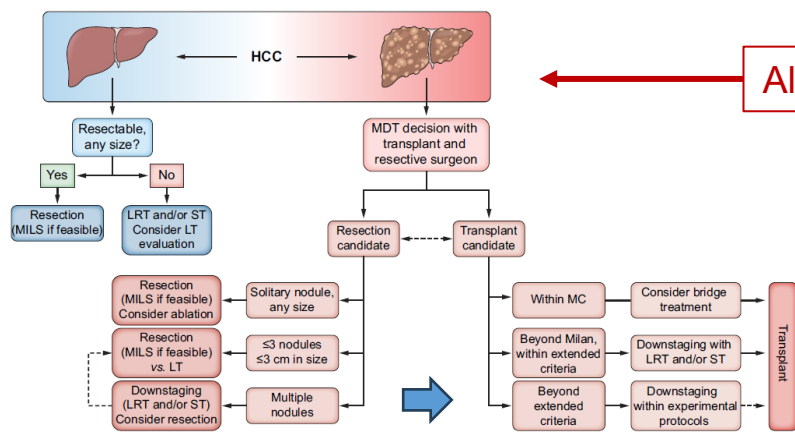 HCC
Al
Resectable,
any size?
MDT decision with
transplant and
resective surgeon
Yes
No
Resection
(MILS if feasible)
LRT and/or ST
Consider LT
evaluation
Resection
candidate
Transplant
candidate
Resection
(MILS if feasible)
Consider ablation
Solitary nodule,
any size
Within MC
Consider bridge
treatment
Resection
(MILS if feasible)
vs. LT
≤3 nodules
≤3 cm in size
Beyond Milan,
within extended
criteria
Downstaging with
LRT and/or ST
Downstaging
(LRT and/or ST)
Consider resection
Multiple
nodules
Beyond
extended
criteria
Downstaging
within experimental
protocols
Transplant